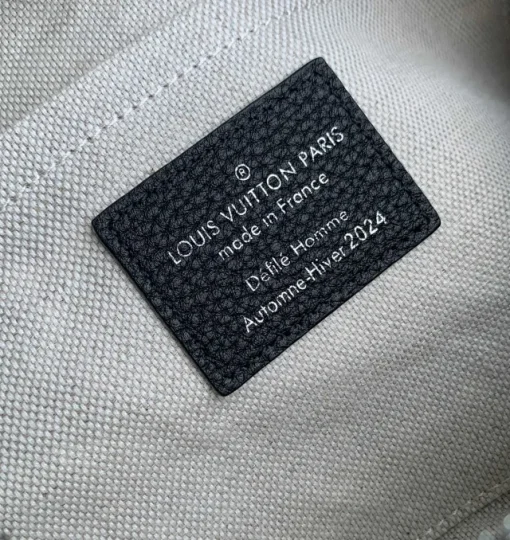 ®
LOUIS VUITTON PARIS
made in France
Défilé Homme
Automne-Hiver 2024